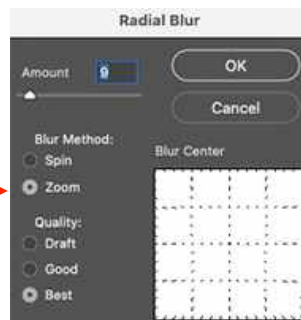 Radial Blur
Amount 9
OK
Cancel
Blur Method:
Spin
Zoom
Blur Center
Quality:
Draft
Good
Best